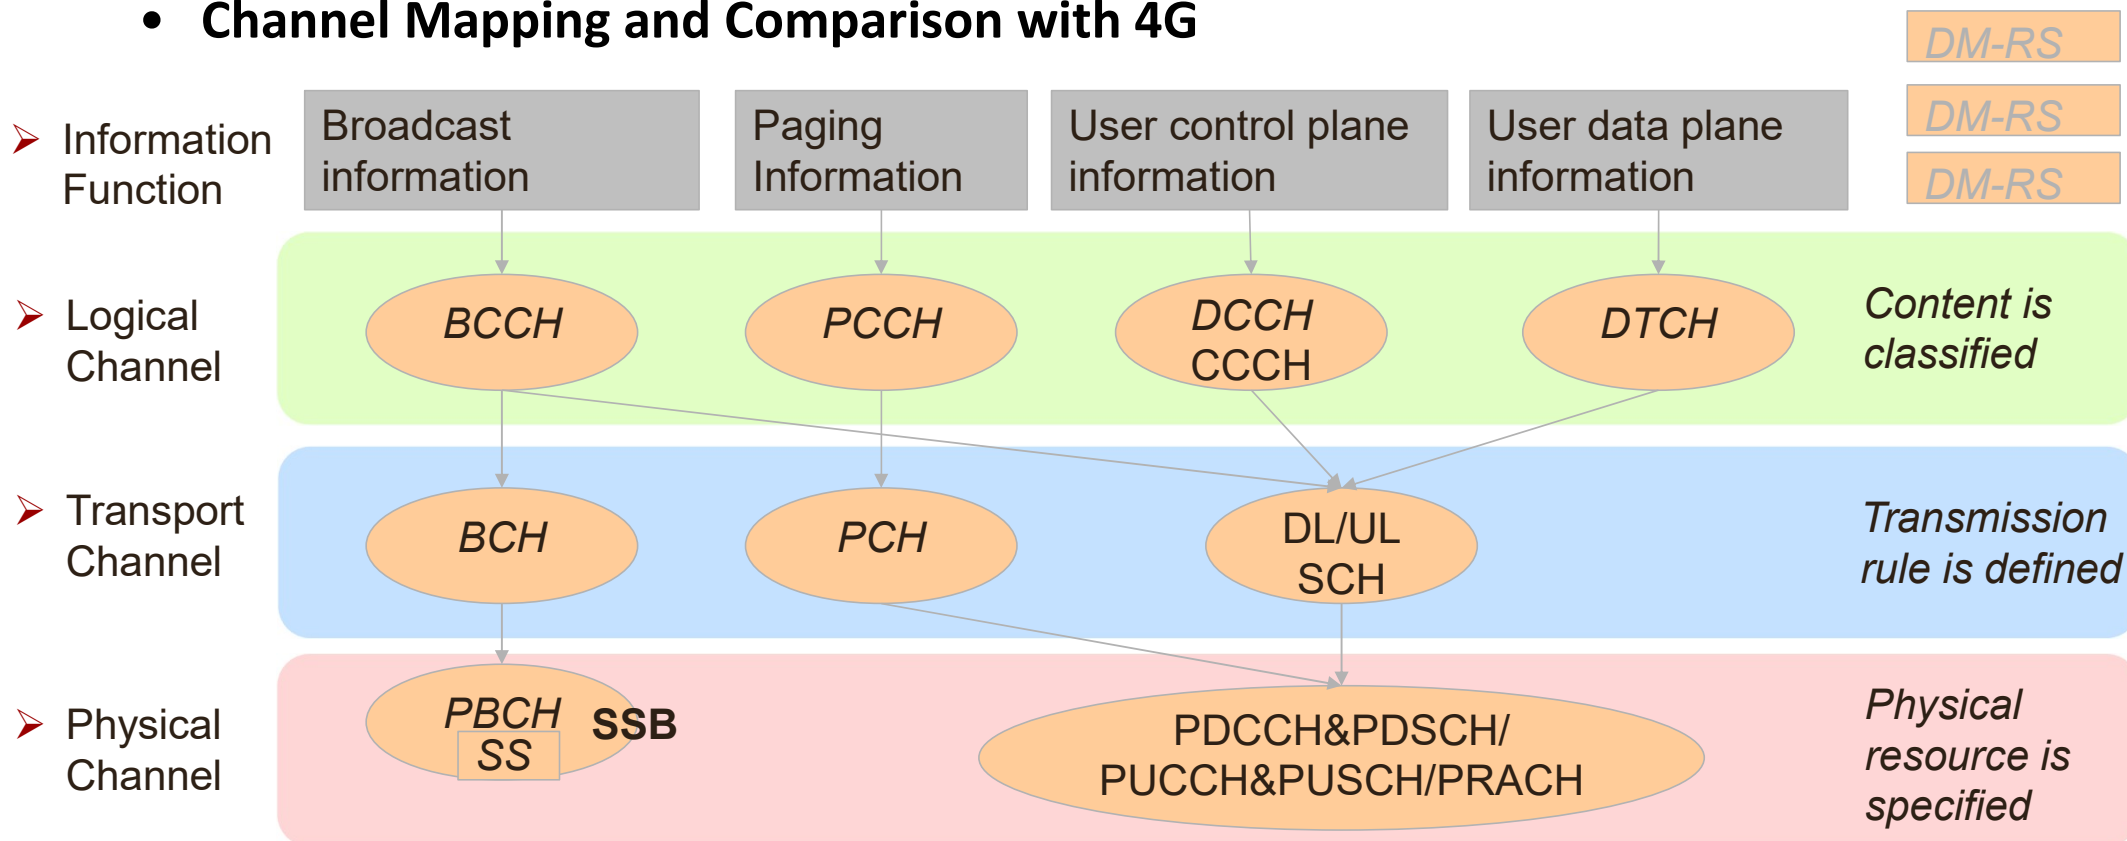 • Channel Mapping and Comparison with 4G
DM-RS
DM-RS
DM-RS
➢ Information
Function
Broadcast
information
Paging
Information
User control plane
information
User data plane
information
➢ Logical
Channel
BCCH
PCCH
DCCH
CCCH
DTCH
Content is
classified
➢ Transport
Channel
BCH
PCH
DL/UL
SCH
Transmission
rule is defined
➢ Physical
Channel
PBCH
SS
SSB
PDCCH&PDSCH/
PUCCH&PUSCH/PRACH
Physical
resource is
specified